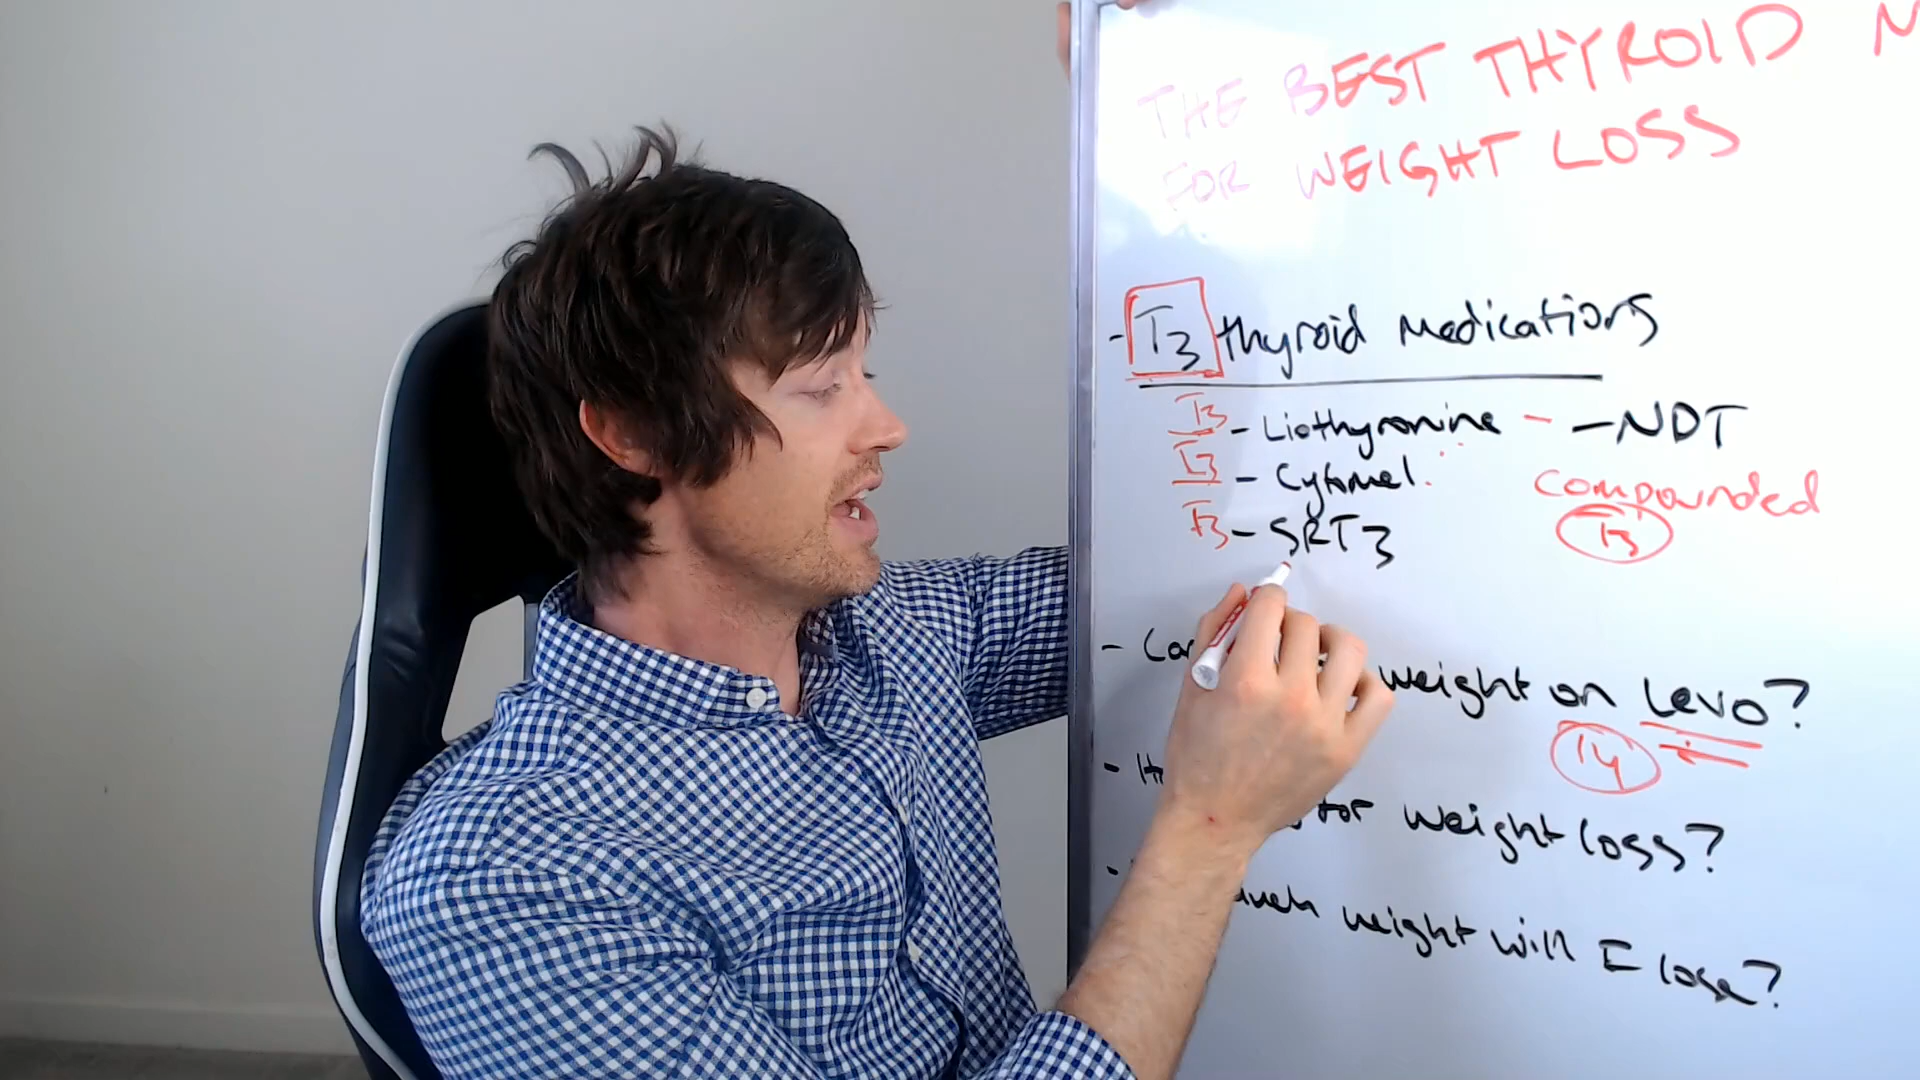 THE BEST THYROID
FOR WEIGHT LOSS
- T3 thyroid Medications
T3 - Liothyronine - - NDT
T3 - Cytomel
compounded
T3 - SRT3
T3
- weight on Levo?
T4
- for weight loss?
- weight will I lose?